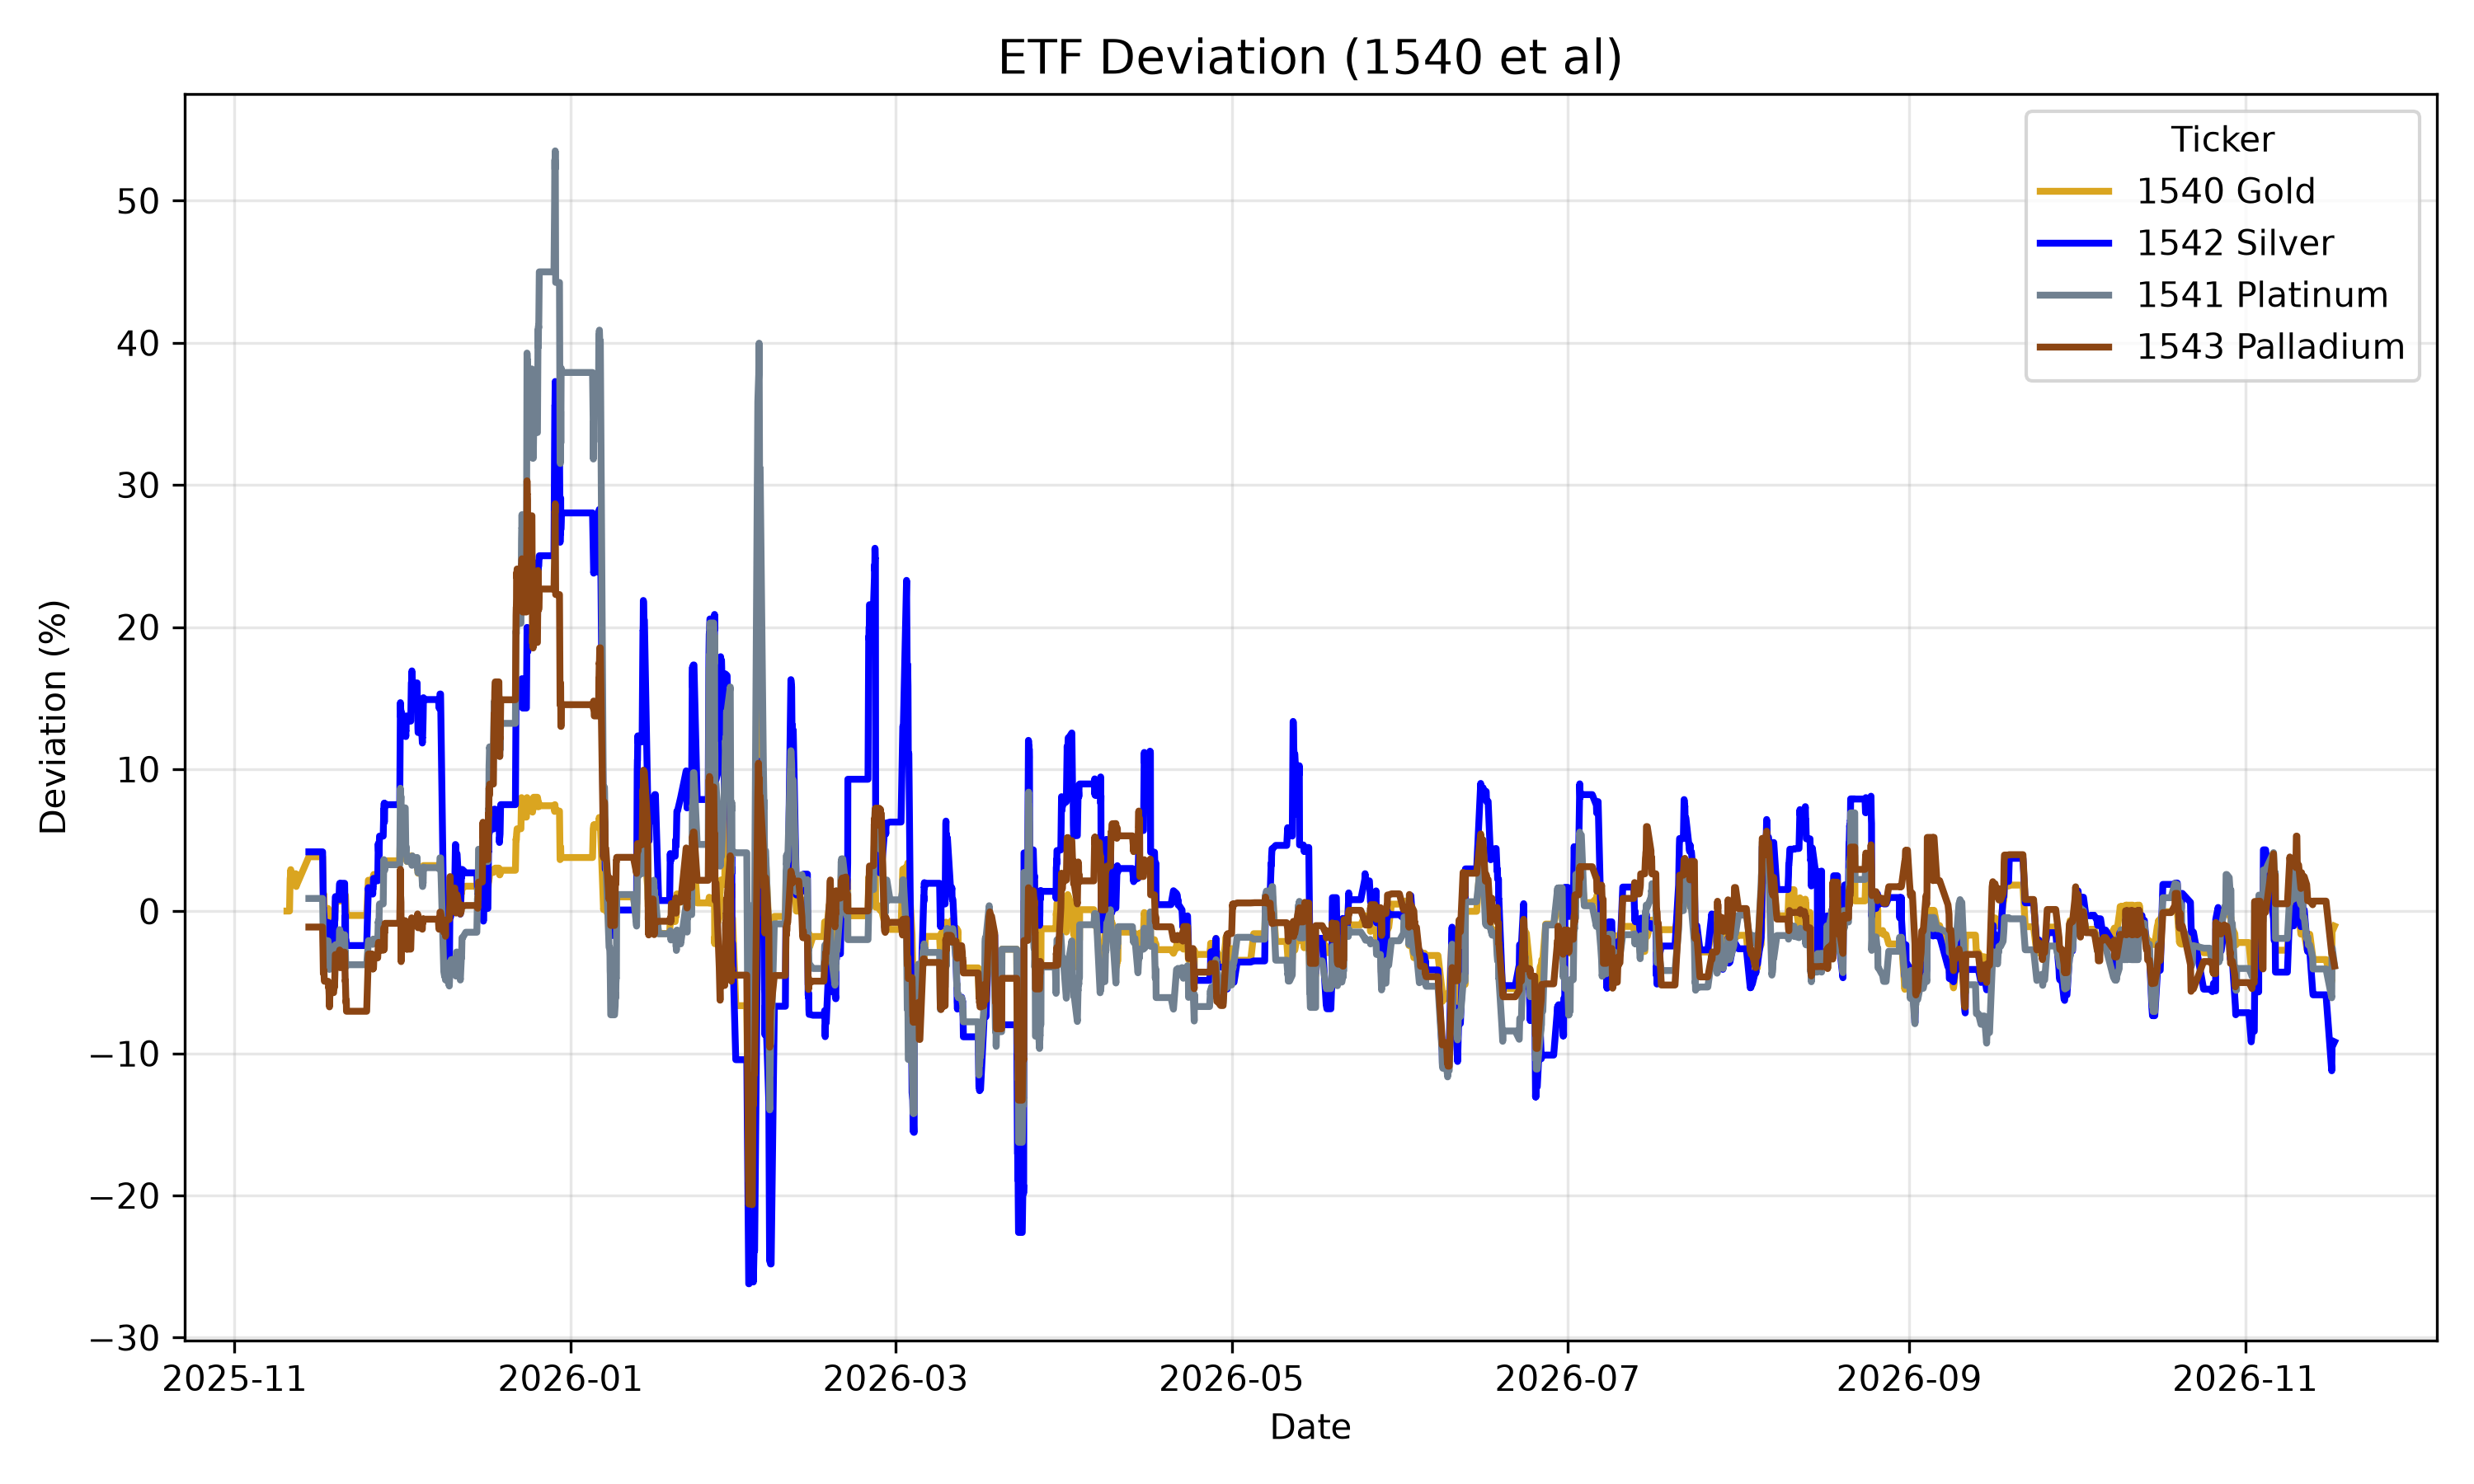 ETF Deviation (1540 et al)
Ticker
1540 Gold
1542 Silver
1541 Platinum
1543 Palladium
Deviation (%)
50
40
30
20
10
0
−10
−20
−30
2025-11
2026-01
2026-03
2026-05
2026-07
2026-09
2026-11
Date